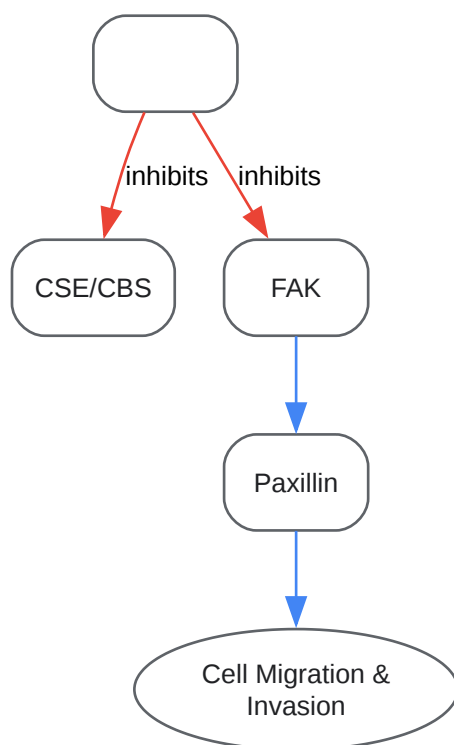 inhibits
inhibits
CSE/CBS
FAK
Paxillin
Cell Migration &
Invasion